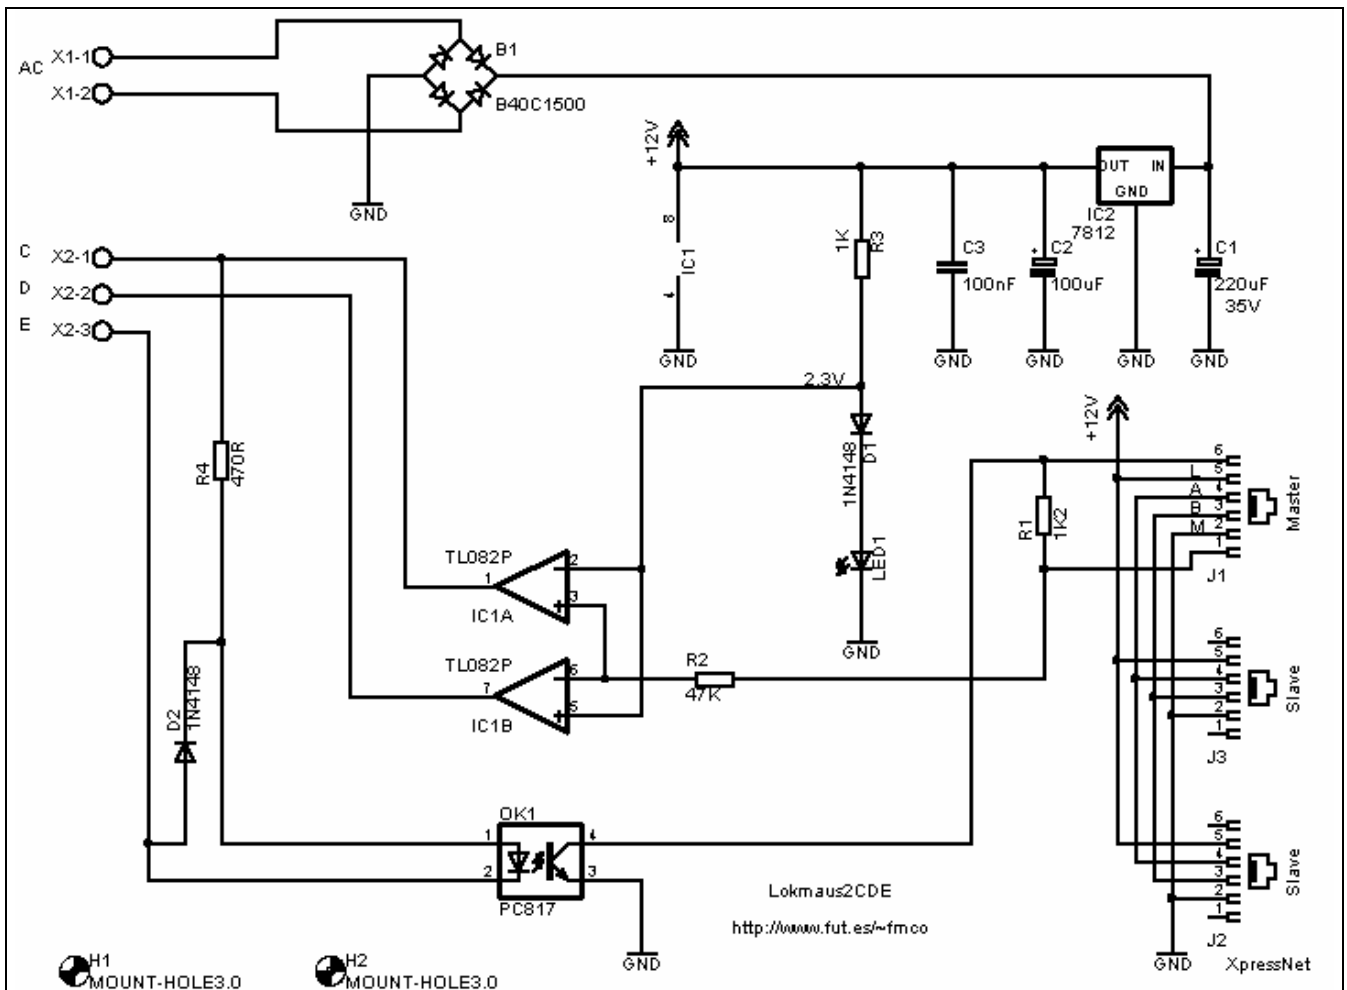 AC
X1-1
X1-2
B1
B40C1500
GND
+12V
8
IC1
4
GND
1K
R3
C3
100nF
GND
C2
+
100uF
GND
OUT IN
GND
IC2
7812
GND
C1
+
220uF
35V
GND
C X2-1
D X2-2
E X2-3
2.3V
1N4148
D1
LED1
GND
R4
470R
TL082P
1
2
3
IC1A
TL082P
7
6
5
IC1B
R2
47K
R1
1K2
+12V
L
A
B
M
6
5
4
3
2
1
Master
J1
6
5
4
3
2
1
Slave
J3
6
5
4
3
2
1
Slave
J2
GND
XpressNet
D2
1N4148
OK1
1
2
4
3
PC817
GND
Lokmaus2CDE
http://www.fut.es/~fmco
H1
MOUNT-HOLE3.0
H2
MOUNT-HOLE3.0